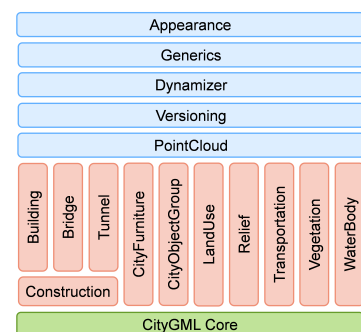 Appearance
Generics
Dynamizer
Versioning
PointCloud
Building
Bridge
Tunnel
CityFurniture
CityObjectGroup
LandUse
Relief
Transportation
Vegetation
WaterBody
Construction
CityGML Core